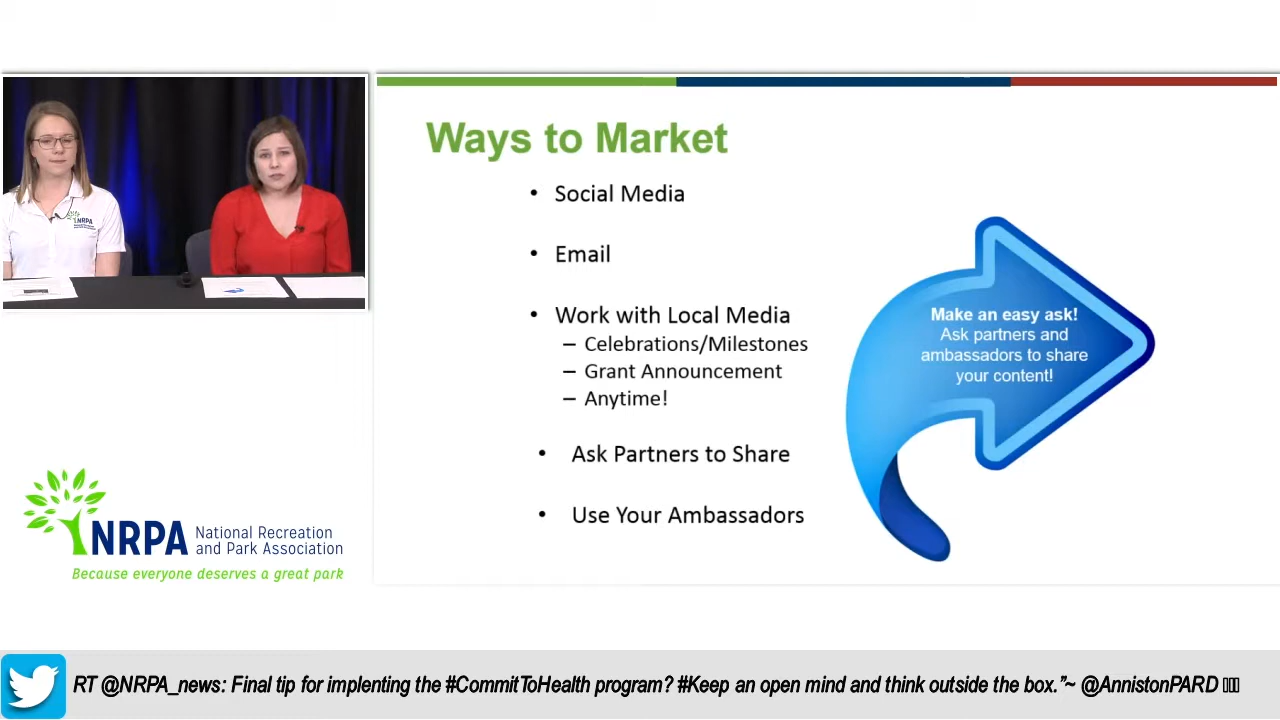 Ways to Market
• Social Media
• Email
• Work with Local Media
– Celebrations/Milestones
– Grant Announcement
– Anytime!
• Ask Partners to Share
• Use Your Ambassadors
Make an easy ask!
Ask partners and
ambassadors to share
your content!
NRPA
NRPA National Recreation
and Park Association
Because everyone deserves a great park
RT @NRPA_news: Final tip for implenting the #CommitToHealth program? #Keep an open mind and think outside the box.”~ @AnnistonPARD